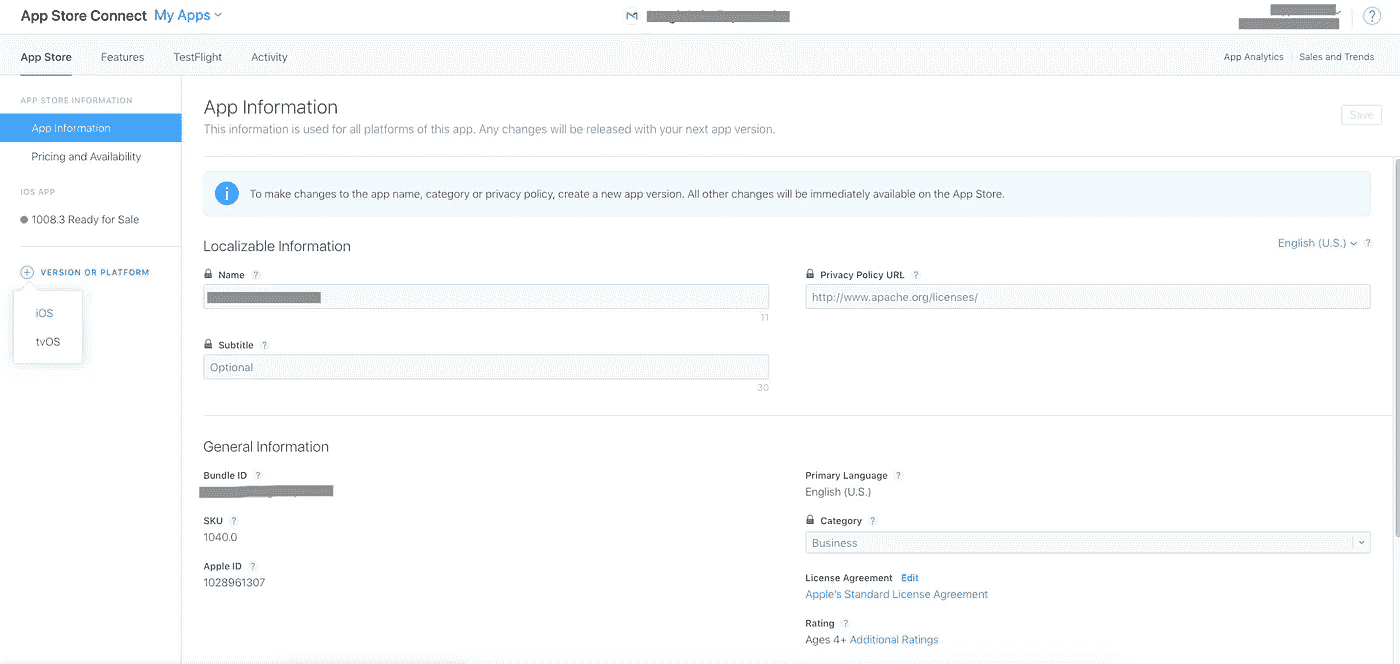 App Store Connect My Apps
App Store Features TestFlight Activity
App Analytics Sales and Trends
APP STORE INFORMATION
App Information
Pricing and Availability
IOS APP
1008.3 Ready for Sale
VERSION OR PLATFORM
iOS
tvOS
App Information
This information is used for all platforms of this app. Any changes will be released with your next app version.
Save
To make changes to the app name, category or privacy policy, create a new app version. All other changes will be immediately available on the App Store.
Localizable Information
English (U.S.) ?
Name ?
11
Privacy Policy URL ?
http://www.apache.org/licenses/
Subtitle ?
Optional
30
General Information
Bundle ID ?
SKU ?
1040.0
Apple ID ?
1028961307
Primary Language ?
English (U.S.)
Category ?
Business
License Agreement Edit
Apple's Standard License Agreement
Rating ?
Ages 4+ Additional Ratings